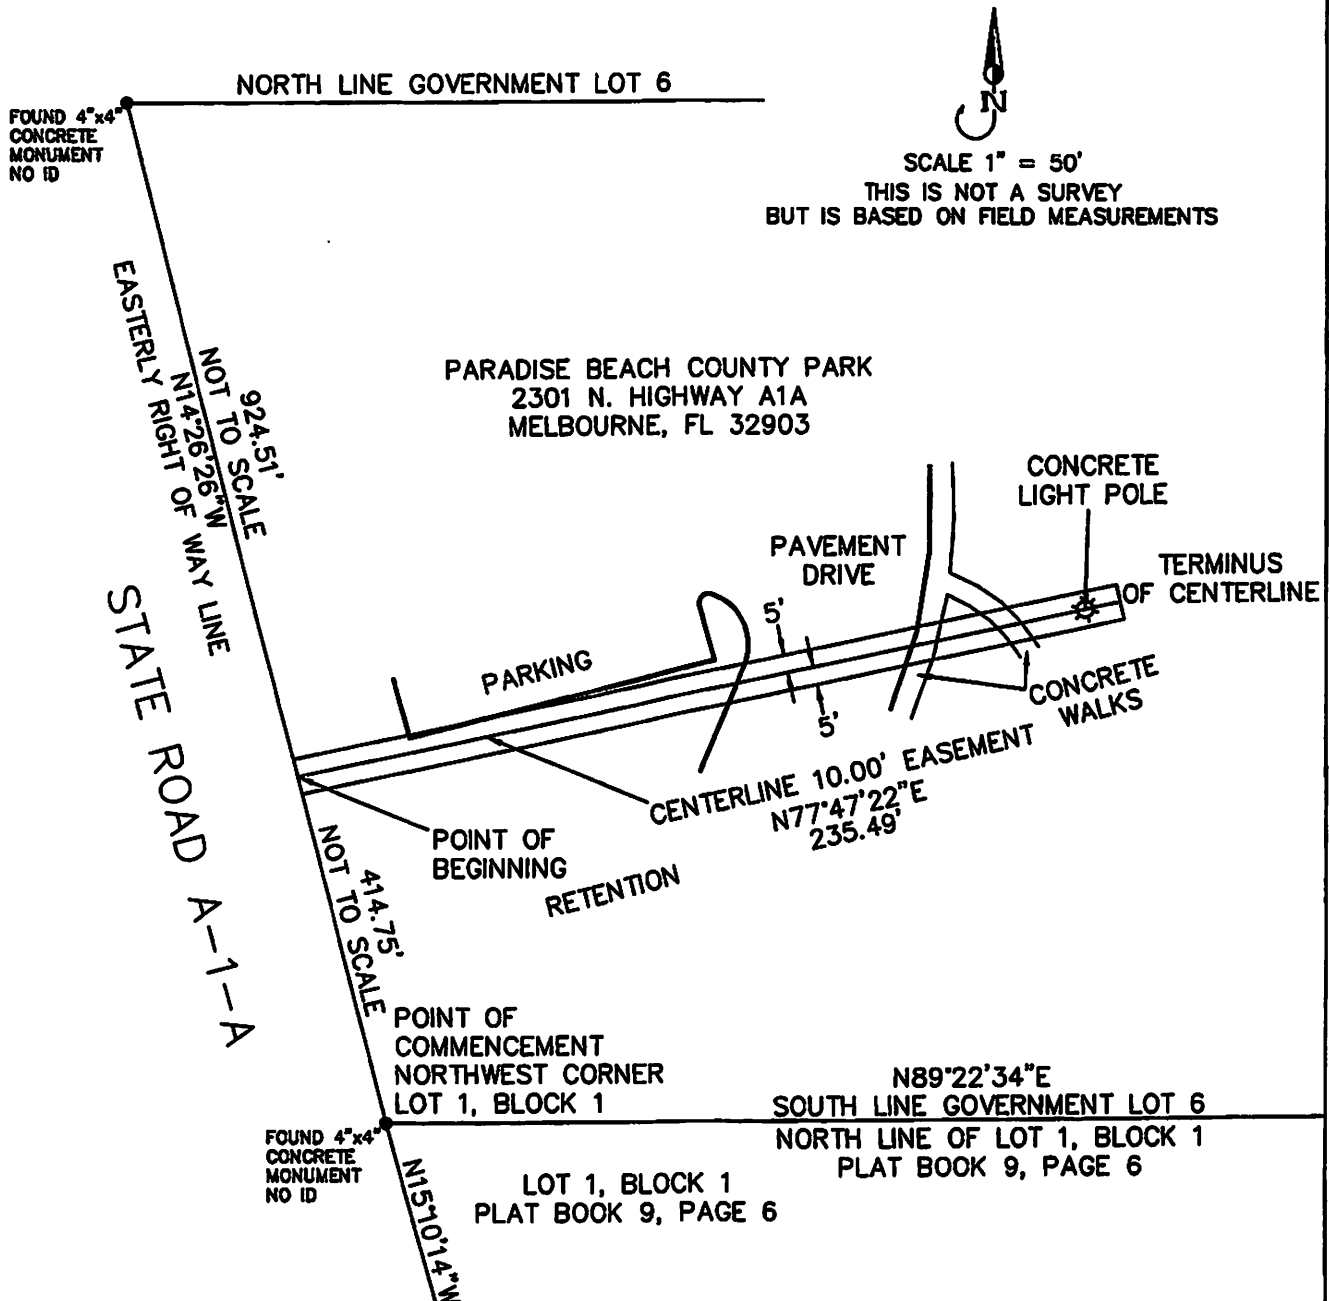 NORTH LINE GOVERNMENT LOT 6
FOUND 4"x4"
CONCRETE
MONUMENT
NO ID
N
SCALE 1" = 50'
THIS IS NOT A SURVEY
BUT IS BASED ON FIELD MEASUREMENTS
924.51'
NOT TO SCALE
N14°26'26"W
EASTERLY RIGHT OF WAY LINE
PARADISE BEACH COUNTY PARK
2301 N. HIGHWAY A1A
MELBOURNE, FL 32903
CONCRETE
LIGHT POLE
PAVEMENT
DRIVE
TERMINUS
OF CENTERLINE
5'
PARKING
5'
CONCRETE
WALKS
STATE ROAD A-1-A
CENTERLINE 10.00' EASEMENT
N77°47'22"E
235.49'
POINT OF
BEGINNING
RETENTION
414.75'
NOT TO SCALE
POINT OF
COMMENCEMENT
NORTHWEST CORNER
LOT 1, BLOCK 1
N89°22'34"E
SOUTH LINE GOVERNMENT LOT 6
NORTH LINE OF LOT 1, BLOCK 1
PLAT BOOK 9, PAGE 6
FOUND 4"x4"
CONCRETE
MONUMENT
NO ID
LOT 1, BLOCK 1
PLAT BOOK 9, PAGE 6
N15°10'14"W